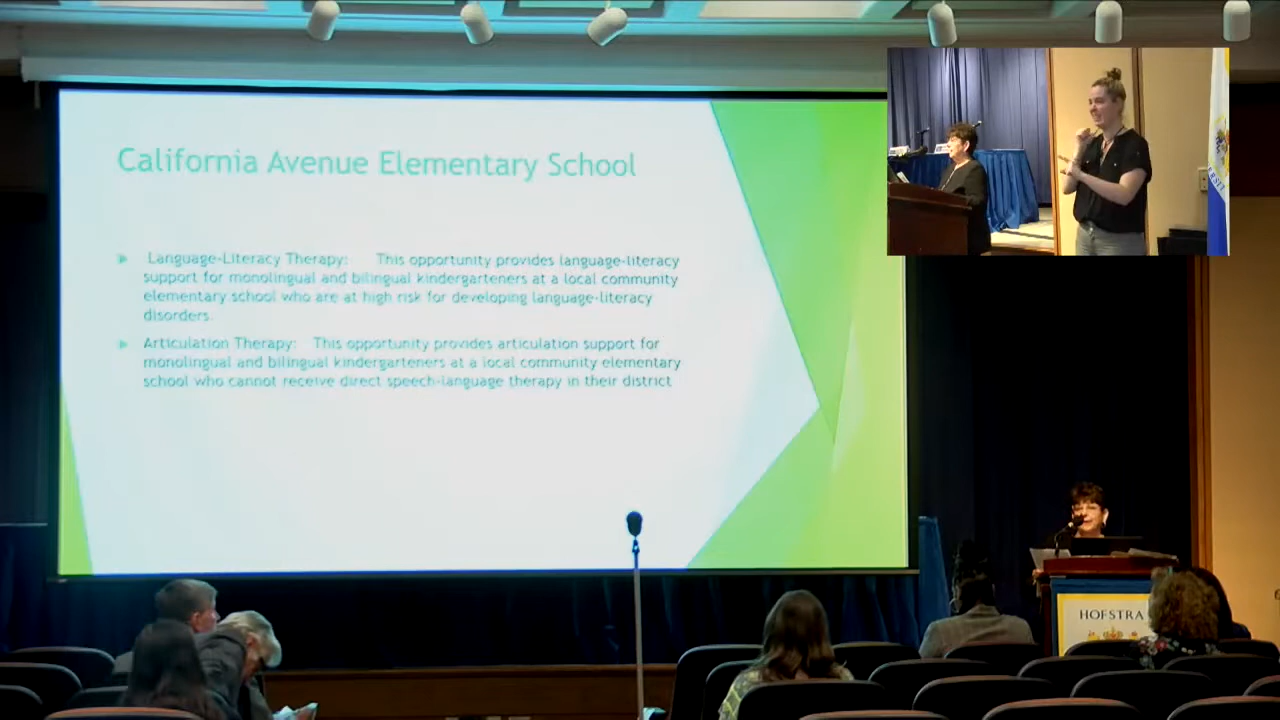 California Avenue Elementary School
Language-Literacy Therapy: This opportunity provides language-literacy
support for monolingual and bilingual kindergarteners at a local community
elementary school who are at high risk for developing language-literacy
disorders.
Articulation Therapy: This opportunity provides articulation support for
monolingual and bilingual kindergarteners at a local community elementary
school who cannot receive direct speech-language therapy in their district
HOFSTRA